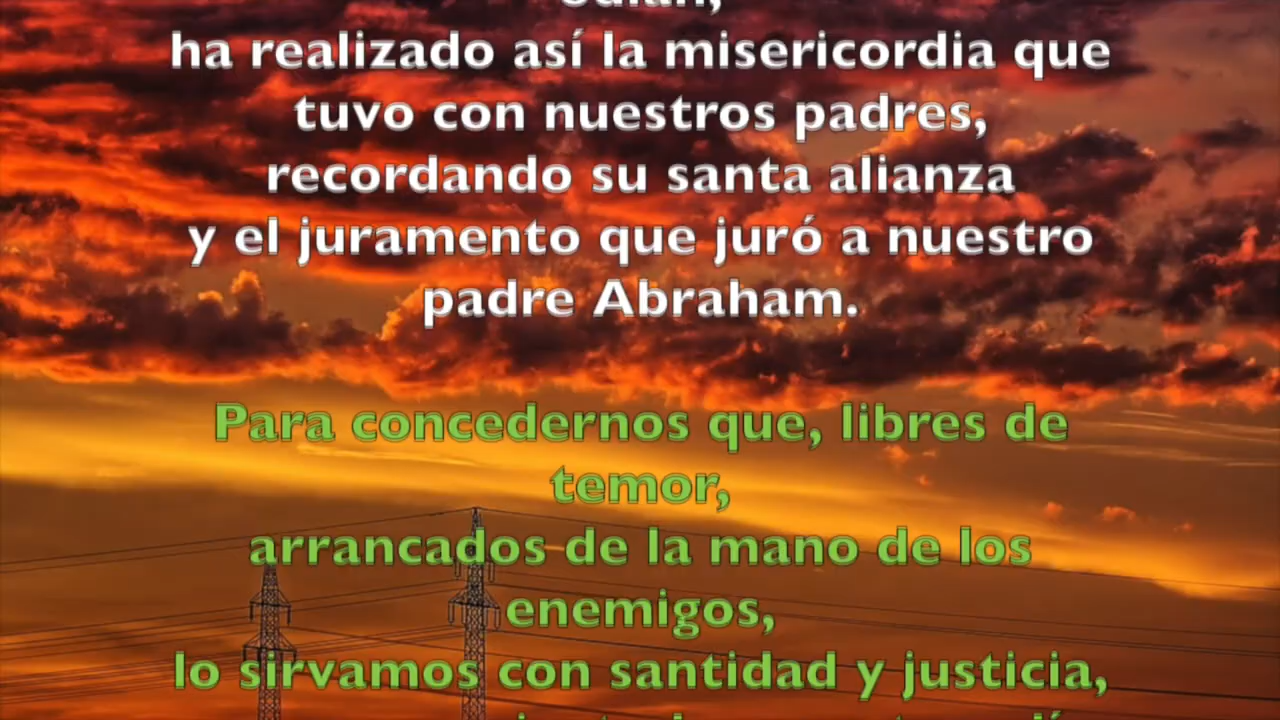 ha realizado así la misericordia que
tuvo con nuestros padres,
recordando su santa alianza
y el juramento que juró a nuestro
padre Abraham.
Para concedernos que, libres de
temor,
arrancados de la mano de los
enemigos,
lo sirvamos con santidad y justicia,